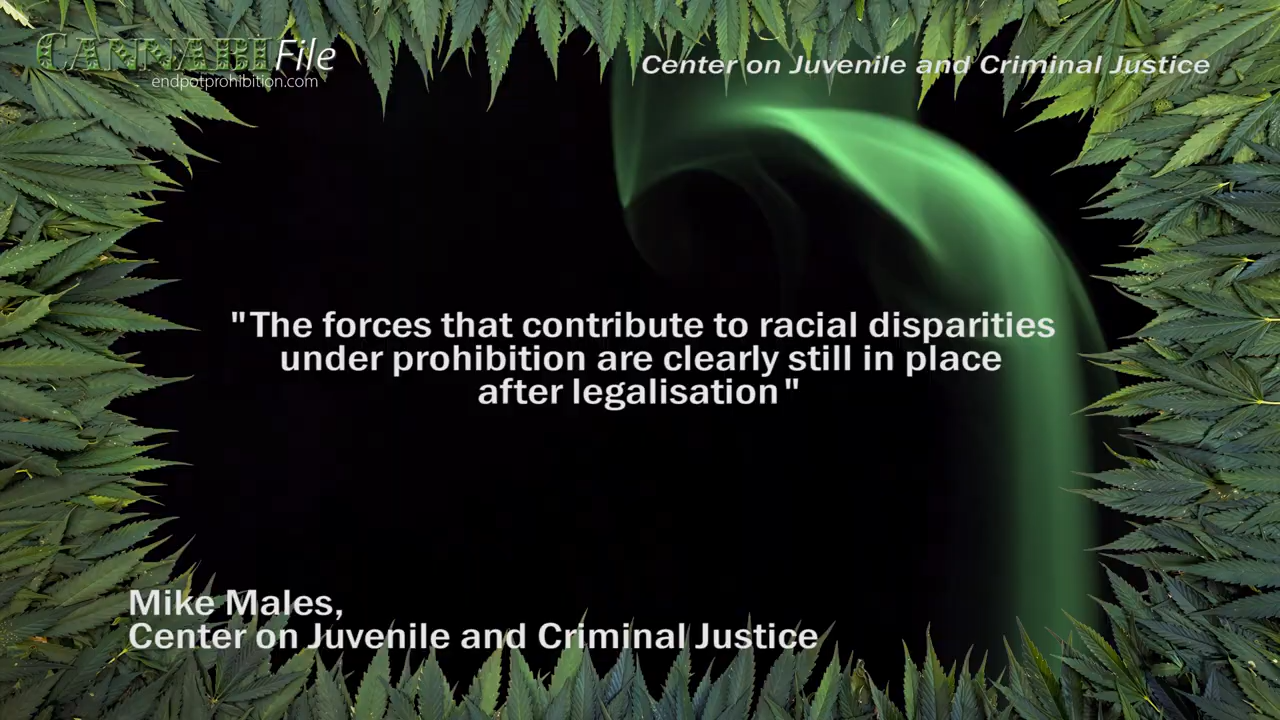 CANNABIFile
endpotprohibition.com
Center on Juvenile and Criminal Justice
"The forces that contribute to racial disparities
under prohibition are clearly still in place
after legalisation"
Mike Males,
Center on Juvenile and Criminal Justice